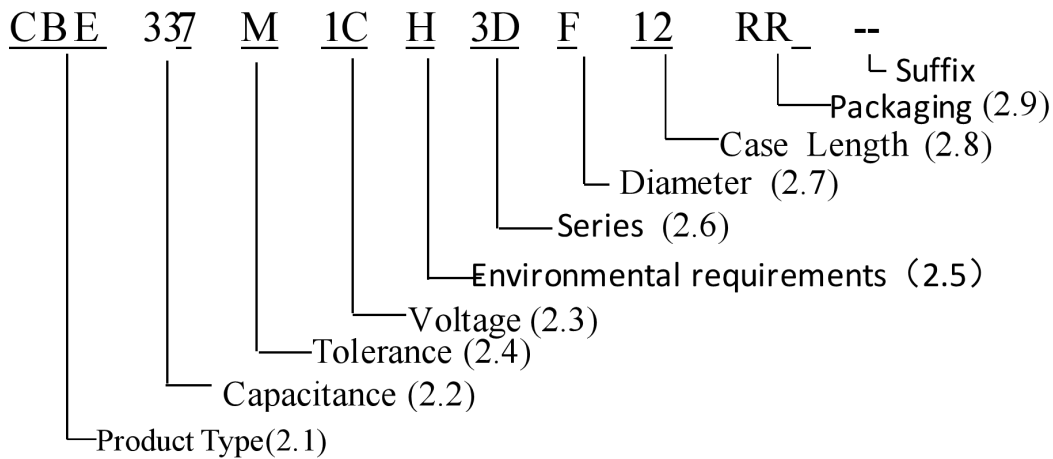 CBE 337 M 1C H 3D F 12 RR_ --
Suffix
Packaging (2.9)
Case Length (2.8)
Diameter (2.7)
Series (2.6)
Environmental requirements（2.5）
Voltage (2.3)
Tolerance (2.4)
Capacitance (2.2)
Product Type(2.1)